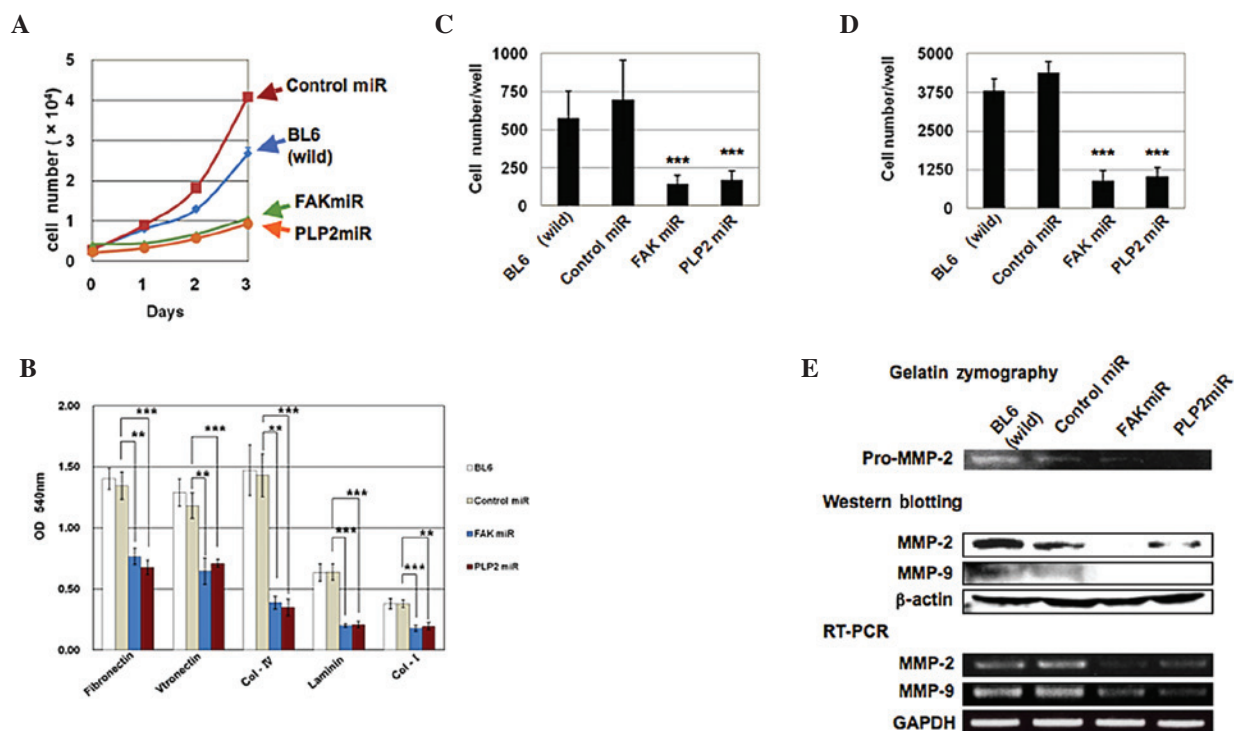 A
cell number ( × 10⁴)
5
4
3
2
1
0
0 1 2 3
Days
Control miR
BL6
(wild)
FAKmiR
PLP2miR
C
Cell number/well
1000
750
500
250
0
*** ***
BL6 (wild)
Control miR
FAK miR
PLP2 miR
D
Cell number/well
5000
3750
2500
1250
0
*** ***
BL6 (wild)
Control miR
FAK miR
PLP2 miR
B
OD 540nm
2.00
1.50
1.00
0.50
0.00
***
**
***
**
***
**
***
***
**
***
Fibronectin
Vtronectin
Col - IV
Laminin
Col - I
BL6
Control miR
FAK miR
PLP2 miR
E
Gelatin zymography
BL6 (wild)
Control miR
FAKmiR
PLP2miR
Pro-MMP-2
Western blotting
MMP-2
MMP-9
β-actin
RT-PCR
MMP-2
MMP-9
GAPDH